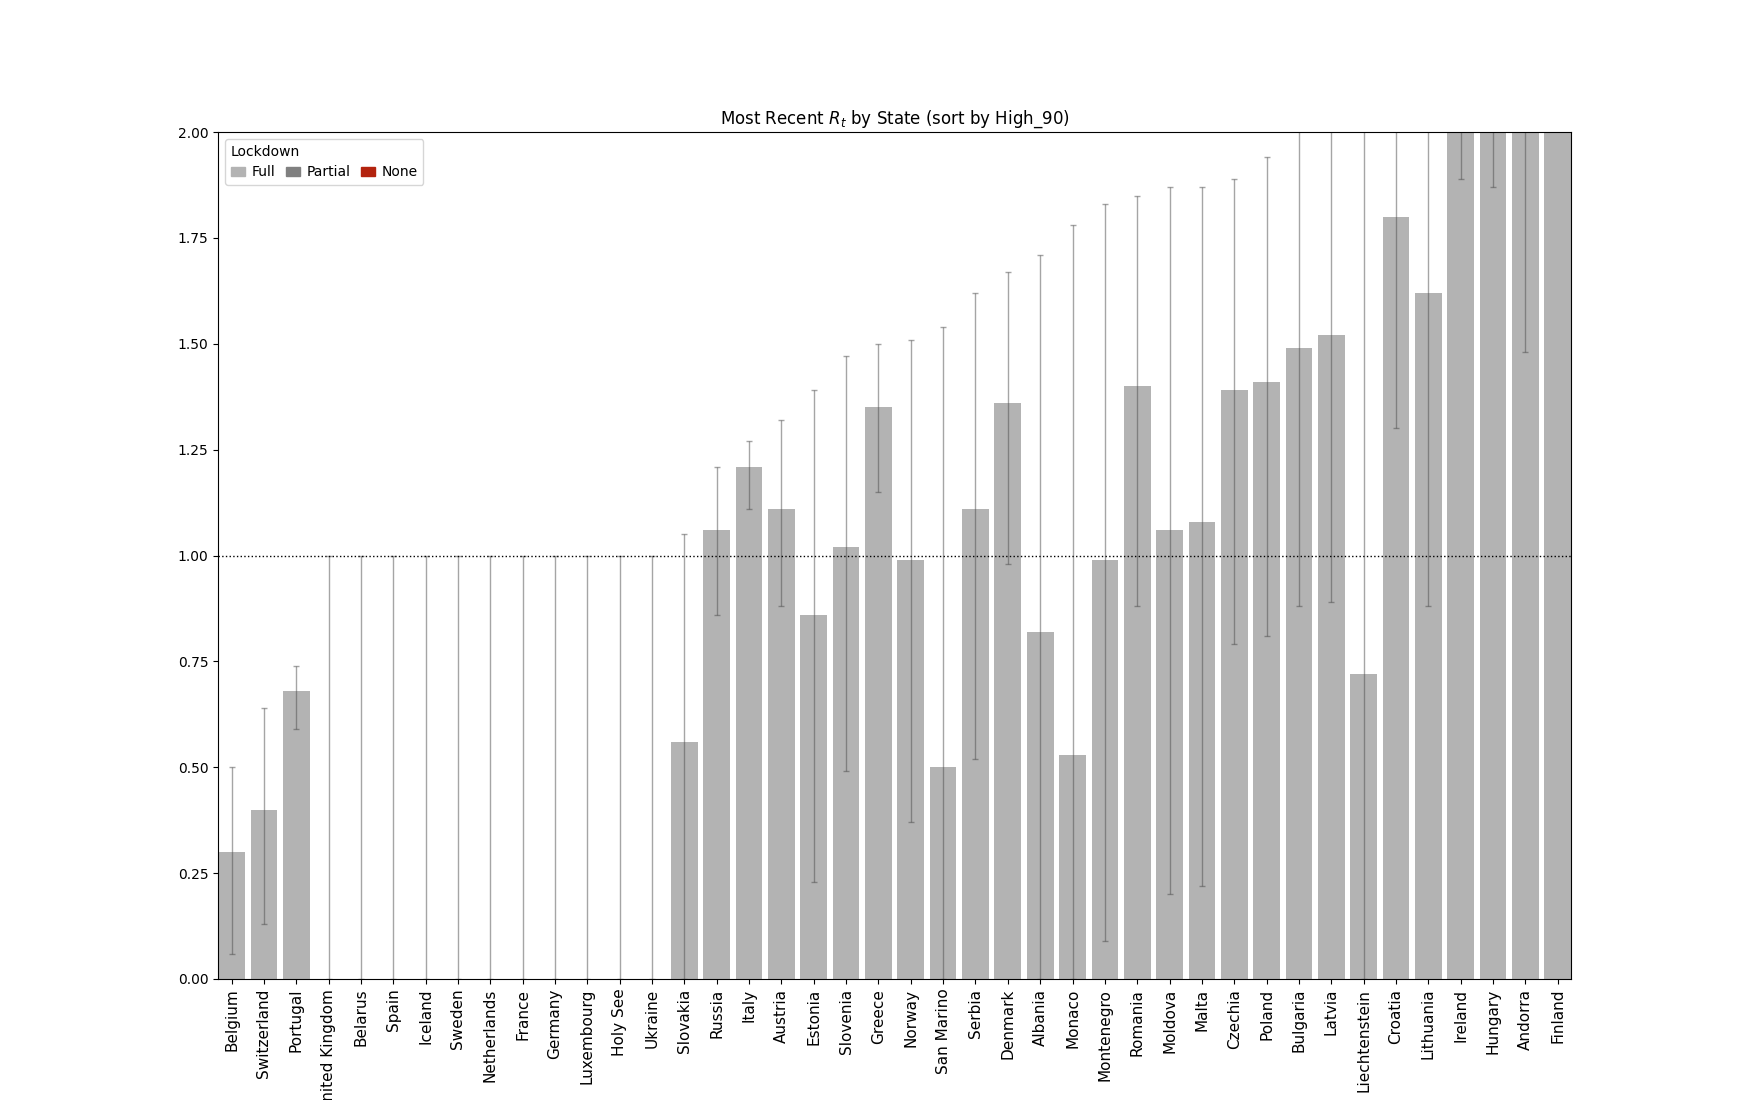 Most Recent R_t by State (sort by High_90)
Lockdown
Full Partial None
2.00
1.75
1.50
1.25
1.00
0.75
0.50
0.25
0.00
Belgium
Switzerland
Portugal
nited Kingdom
Belarus
Spain
Iceland
Sweden
Netherlands
France
Germany
Luxembourg
Holy See
Ukraine
Slovakia
Russia
Italy
Austria
Estonia
Slovenia
Greece
Norway
San Marino
Serbia
Denmark
Albania
Monaco
Montenegro
Romania
Moldova
Malta
Czechia
Poland
Bulgaria
Latvia
Liechtenstein
Croatia
Lithuania
Ireland
Hungary
Andorra
Finland